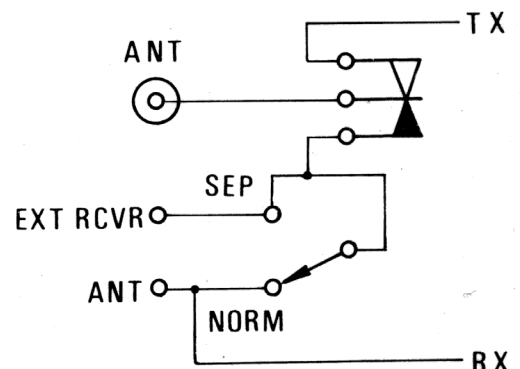 TX
ANT
SEP
EXT RCVR
ANT
NORM
RX